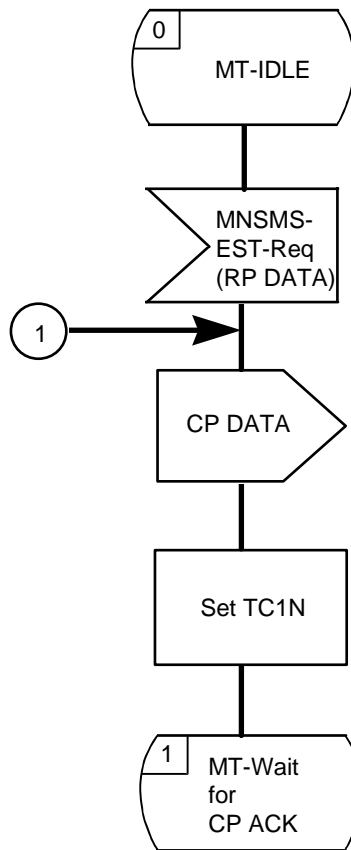 0
MT-IDLE
MNSMS-
EST-Req
(RP DATA)
1
CP DATA
Set TC1N
1
MT-Wait
for
CP ACK